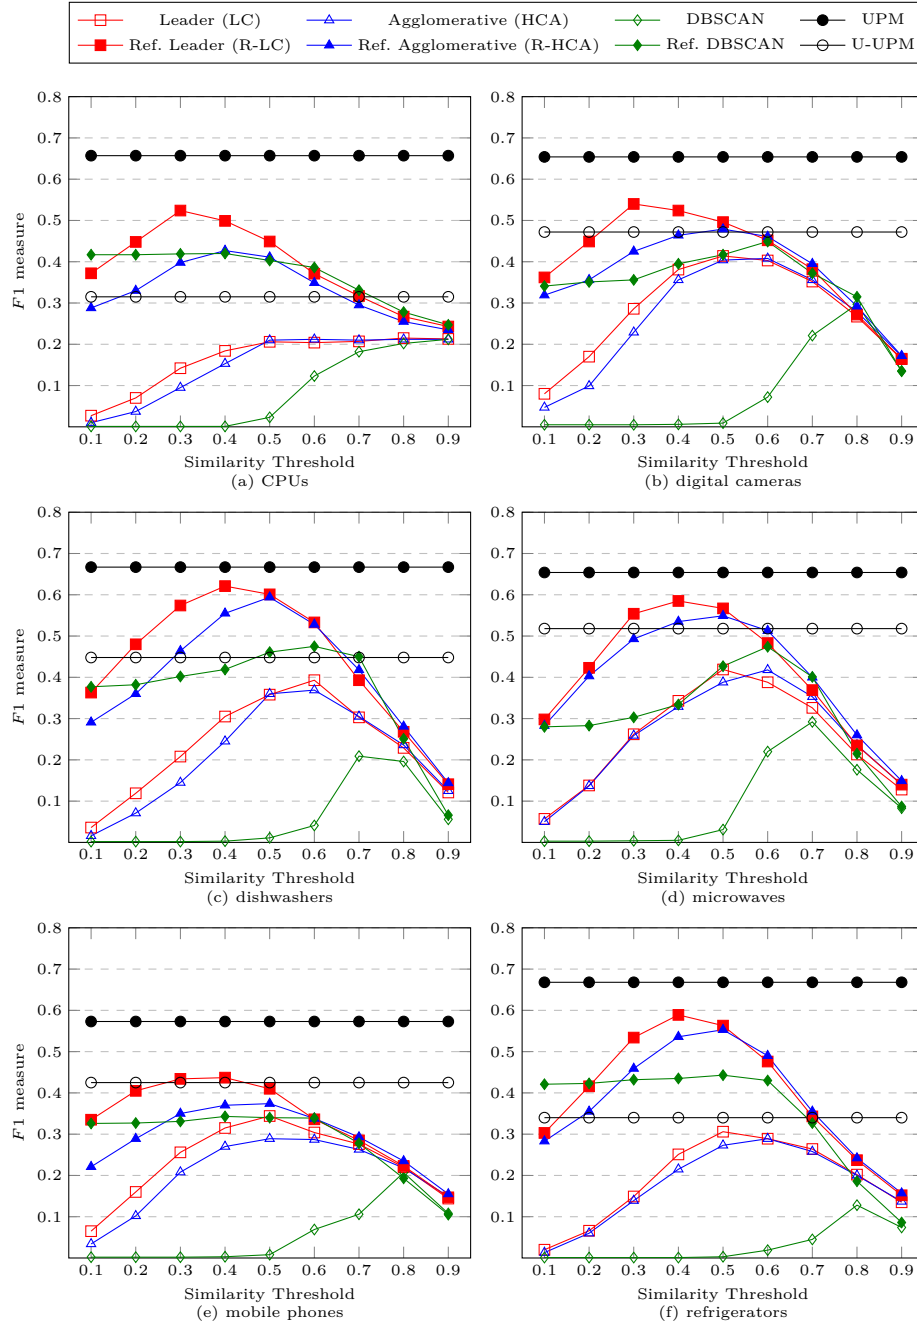 Leader (LC) Agglomerative (HCA) DBSCAN UPM
Ref. Leader (R-LC) Ref. Agglomerative (R-HCA) Ref. DBSCAN U-UPM
0.8
0.7
0.6
0.5
0.4
0.3
0.2
0.1
F1 measure
0.1 0.2 0.3 0.4 0.5 0.6 0.7 0.8 0.9
Similarity Threshold
(a) CPUs
0.8
0.7
0.6
0.5
0.4
0.3
0.2
0.1
0.1 0.2 0.3 0.4 0.5 0.6 0.7 0.8 0.9
Similarity Threshold
(b) digital cameras
0.8
0.7
0.6
0.5
0.4
0.3
0.2
0.1
F1 measure
0.1 0.2 0.3 0.4 0.5 0.6 0.7 0.8 0.9
Similarity Threshold
(c) dishwashers
0.8
0.7
0.6
0.5
0.4
0.3
0.2
0.1
0.1 0.2 0.3 0.4 0.5 0.6 0.7 0.8 0.9
Similarity Threshold
(d) microwaves
0.8
0.7
0.6
0.5
0.4
0.3
0.2
0.1
F1 measure
0.1 0.2 0.3 0.4 0.5 0.6 0.7 0.8 0.9
Similarity Threshold
(e) mobile phones
0.8
0.7
0.6
0.5
0.4
0.3
0.2
0.1
0.1 0.2 0.3 0.4 0.5 0.6 0.7 0.8 0.9
Similarity Threshold
(f) refrigerators